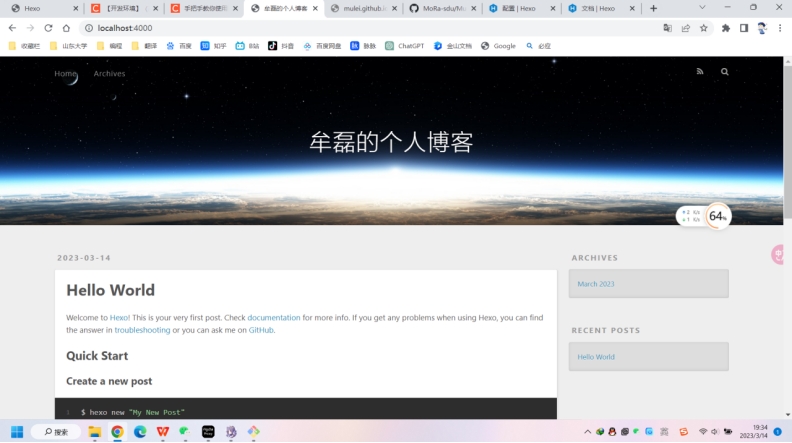 Hexo
【开发环境】
手把手教你使用
牟磊的个人博客
mulei.github.i
MoRa-sdu/Mu
配置 | Hexo
文档 | Hexo
localhost:4000
收藏栏
山东大学
编程
翻译
百度
知乎
B站
抖音
百度网盘
脉脉
ChatGPT
金山文档
Google
必应
Home
Archives
牟磊的个人博客
64%
2023-03-14
ARCHIVES
Hello World
March 2023
Welcome to Hexo! This is your very first post. Check documentation for more info. If you get any problems when using Hexo, you can find
the answer in troubleshooting or you can ask me on GitHub.
RECENT POSTS
Quick Start
Hello World
Create a new post
1 $ hexo new "My New Post"
搜索
19:34
2023/3/14